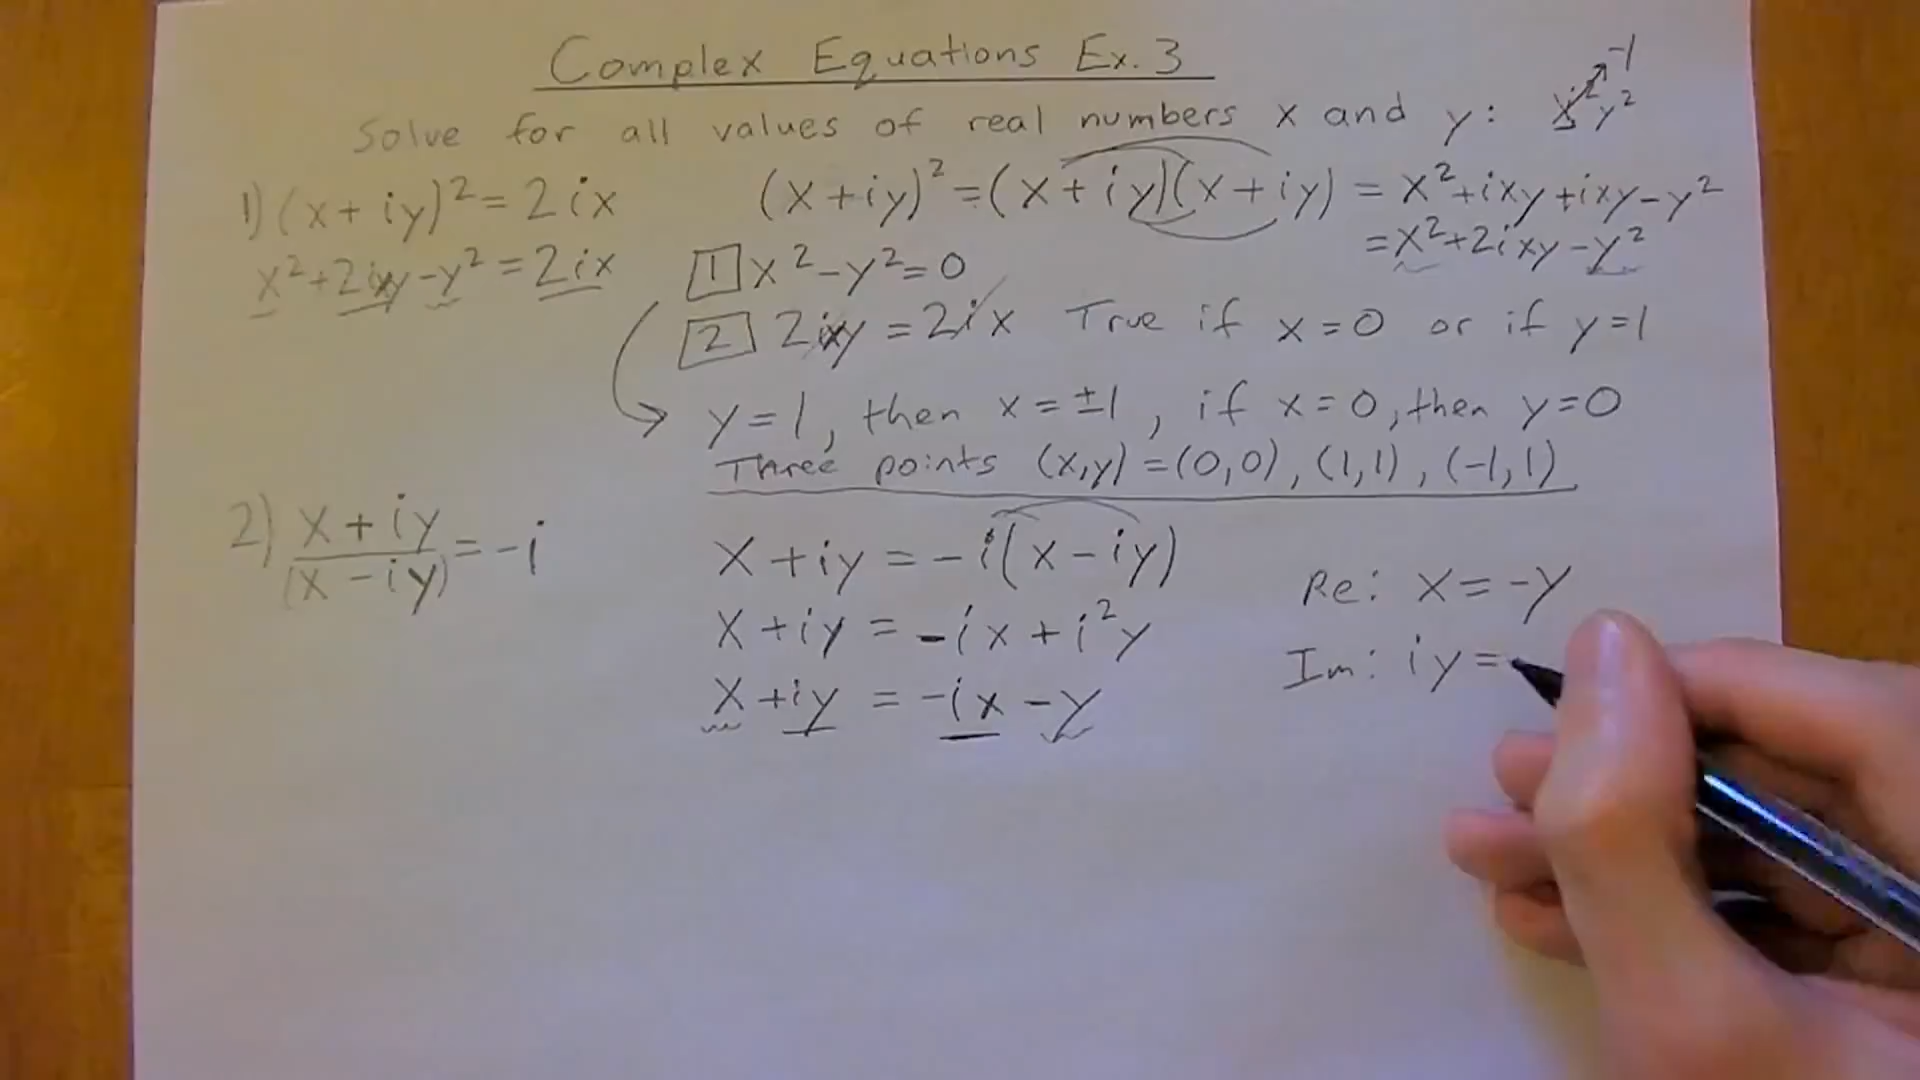 Complex Equations Ex. 3
Solve for all values of real numbers x and y:
i²y² -1
1) (x + iy)² = 2ix
(x + iy)² = (x + iy)(x + iy) = x² + ixy + ixy - y²
= x² + 2ixy - y²
x² + 2ixy - y² = 2ix
1 x² - y² = 0
2 2ixy = 2ix True if x = 0 or if y = 1
y = 1, then x = ±1, if x = 0, then y = 0
Three points (x,y) = (0,0), (1,1), (-1,1)
2) x + iy
(x - iy) = -i
x + iy = -i(x - iy)
x + iy = -ix + i²y
x + iy = -ix - y
Re: x = -y
Im: iy =